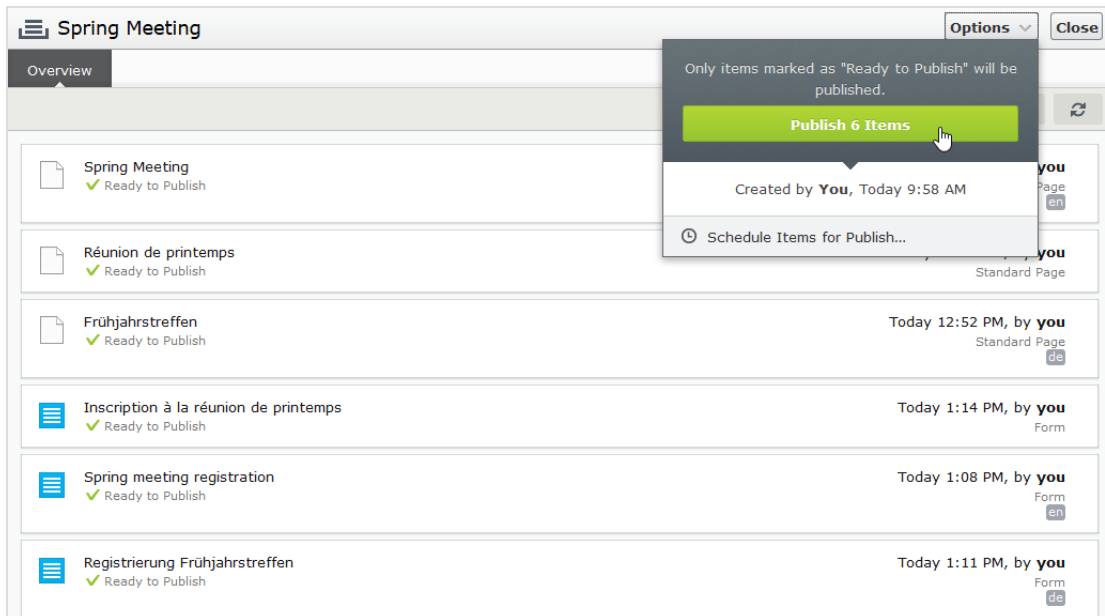 Spring Meeting
Options
Close
Overview
Only items marked as "Ready to Publish" will be
published.
Publish 6 Items
Created by You, Today 9:58 AM
Schedule Items for Publish...
Spring Meeting
you
Ready to Publish
Page
en
Réunion de printemps
you
Ready to Publish
Standard Page
Frühjahrstreffen
Today 12:52 PM, by you
Ready to Publish
Standard Page
de
Inscription à la réunion de printemps
Today 1:14 PM, by you
Ready to Publish
Form
Spring meeting registration
Today 1:08 PM, by you
Ready to Publish
Form
en
Registrierung Frühjahrstreffen
Today 1:11 PM, by you
Ready to Publish
Form
de